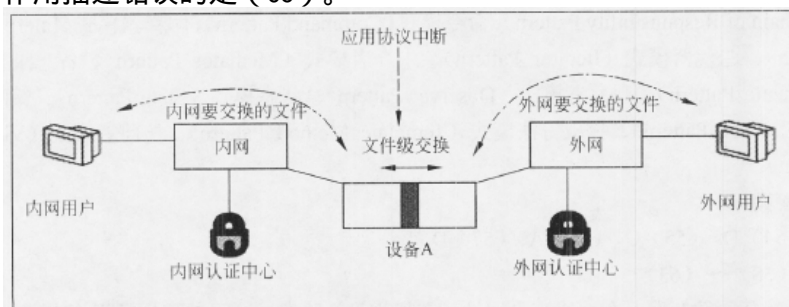 作用描述错误的是（68）。
应用协议中断
内网要交换的文件
外网要交换的文件
内网
文件级交换
外网
内网用户
外网用户
设备A
内网认证中心
外网认证中心